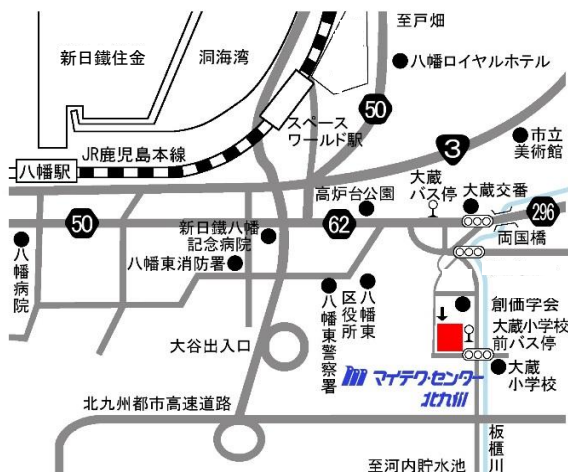 至戸畑
新日鐵住金
洞海湾
八幡ロイヤルホテル
50
スペース
ワールド駅
3
市立
美術館
JR鹿児島本線
八幡駅
高炉台公園
大蔵
バス停
大蔵交番
296
50
新日鐵八幡
記念病院
62
両国橋
八幡病院
八幡東消防署
八幡東警察署
八幡東
区役所
創価学会
大蔵小学校
前バス停
大谷出入口
マイテク・センター
北九州
大蔵
小学校
北九州都市高速道路
板櫃川
至河内貯水池